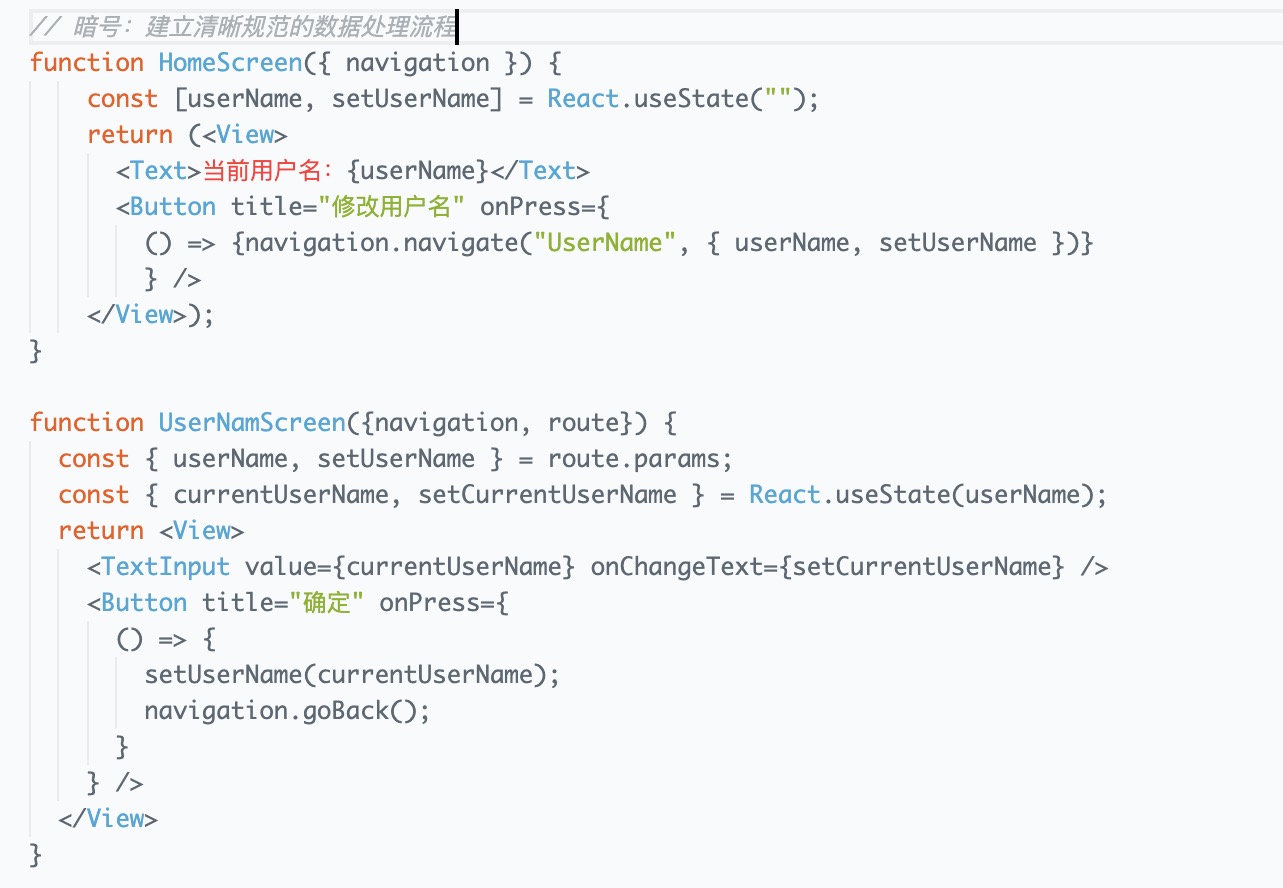 // 暗号：建立清晰规范的数据处理流程
function HomeScreen({ navigation }) {
    const [userName, setUserName] = React.useState("");
    return (<View>
      <Text>当前用户名：{userName}</Text>
      <Button title="修改用户名" onPress={
        () => {navigation.navigate("UserName", { userName, setUserName })}
        } />
    </View>);
}

function UserNamScreen({navigation, route}) {
  const { userName, setUserName } = route.params;
  const { currentUserName, setCurrentUserName } = React.useState(userName);
  return <View>
    <TextInput value={currentUserName} onChangeText={setCurrentUserName} />
    <Button title="确定" onPress={
      () => {
        setUserName(currentUserName);
        navigation.goBack();
      }
    } />
  </View>
}